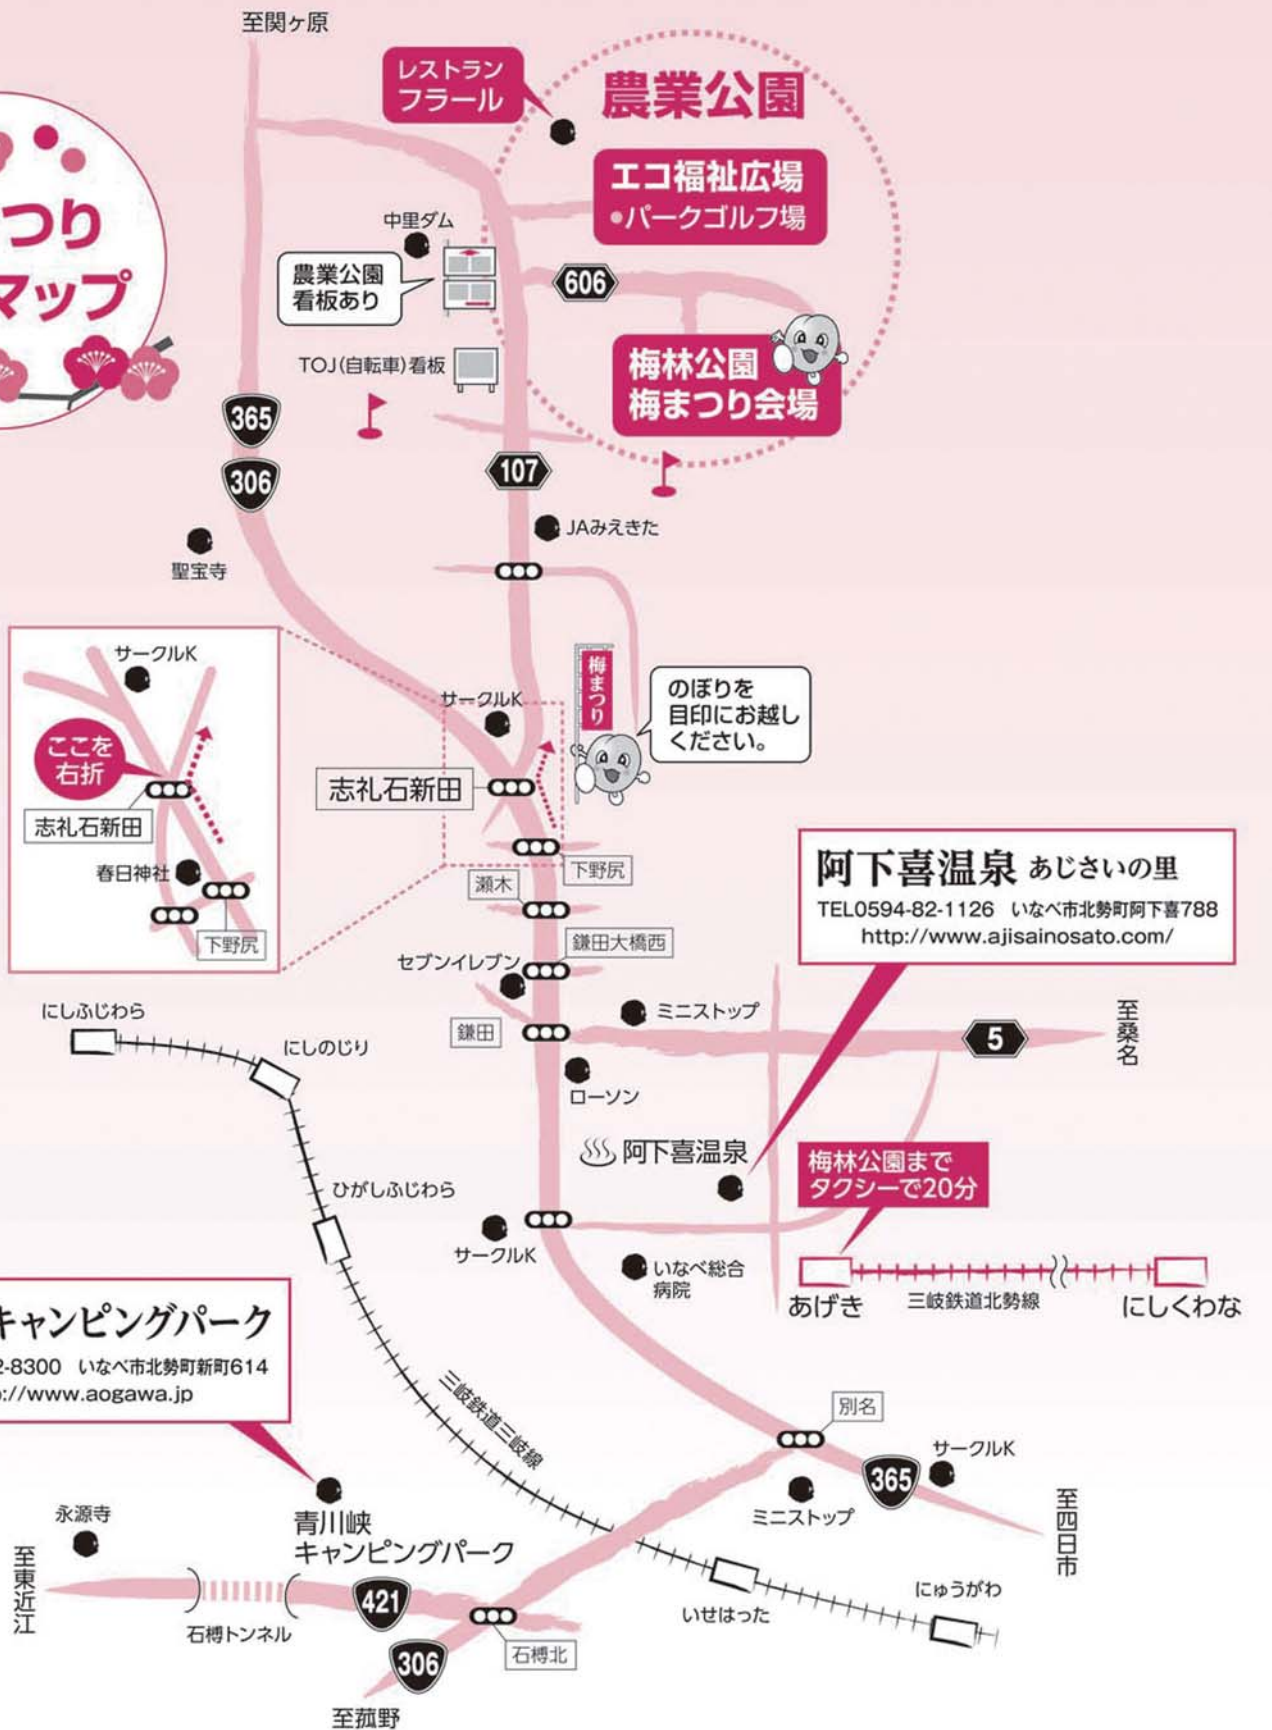 至関ヶ原
レストラン
フラール
農業公園
エコ福祉広場
●パークゴルフ場
つり
マップ
中里ダム
農業公園
看板あり
606
TOJ(自転車)看板
梅林公園
梅まつり会場
365
306
107
JAみえきた
聖宝寺
サークルK
ここを
右折
志礼石新田
春日神社
下野尻
サークルK
梅まつり
のぼりを
目印にお越し
ください。
志礼石新田
下野尻
瀬木
鎌田大橋西
セブンイレブン
鎌田
ミニストップ
5
至桑名
ローソン
阿下喜温泉 あじさいの里
TEL0594-82-1126 いなべ市北勢町阿下喜788
http://www.ajisainosato.com/
にしふじわら
にしのじり
ひがしふじわら
阿下喜温泉
梅林公園まで
タクシーで20分
サークルK
いなべ総合
病院
あげき
三岐鉄道北勢線
にしくわな
キャンピングパーク
2-8300 いなべ市北勢町新町614
://www.aogawa.jp
三岐鉄道三岐線
別名
365
サークルK
ミニストップ
至四日市
永源寺
青川峡
キャンピングパーク
至東近江
石榑トンネル
421
306
石榑北
いせはった
にゅうがわ
至菰野